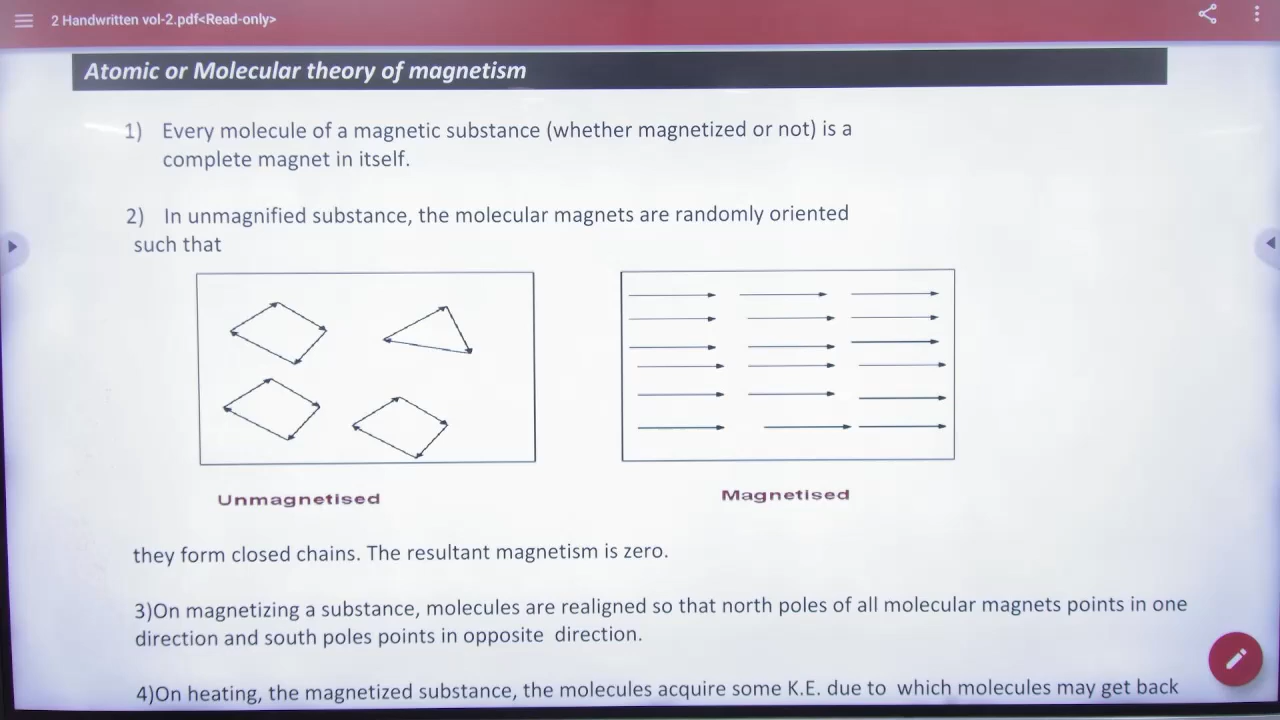 2 Handwritten vol-2.pdf<Read-only>
Atomic or Molecular theory of magnetism
1) Every molecule of a magnetic substance (whether magnetized or not) is a
complete magnet in itself.
2) In unmagnified substance, the molecular magnets are randomly oriented
such that
Unmagnetised
Magnetised
they form closed chains. The resultant magnetism is zero.
3)On magnetizing a substance, molecules are realigned so that north poles of all molecular magnets points in one
direction and south poles points in opposite direction.
4)On heating, the magnetized substance, the molecules acquire some K.E. due to which molecules may get back